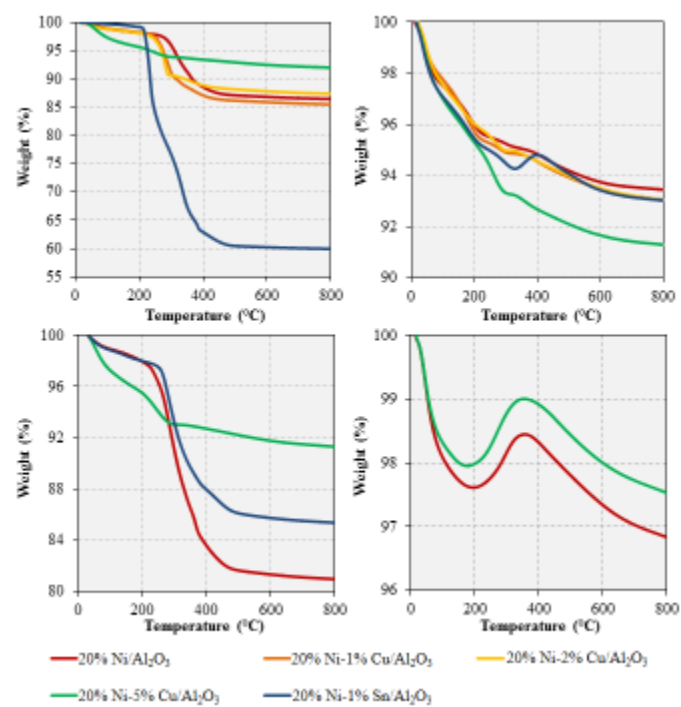 100
95
90
85
80
75
70
65
60
55
Weight (%)
0 200 400 600 800
Temperature (⁰C)
100
98
96
94
92
90
Weight (%)
0 200 400 600 800
Temperature (⁰C)
100
96
92
88
84
80
Weight (%)
0 200 400 600 800
Temperature (⁰C)
100
99
98
97
96
Weight (%)
0 200 400 600 800
Temperature (⁰C)
20% Ni/Al₂O₃ 20% Ni-1% Cu/Al₂O₃ 20% Ni-2% Cu/Al₂O₃
20% Ni-5% Cu/Al₂O₃ 20% Ni-1% Sn/Al₂O₃